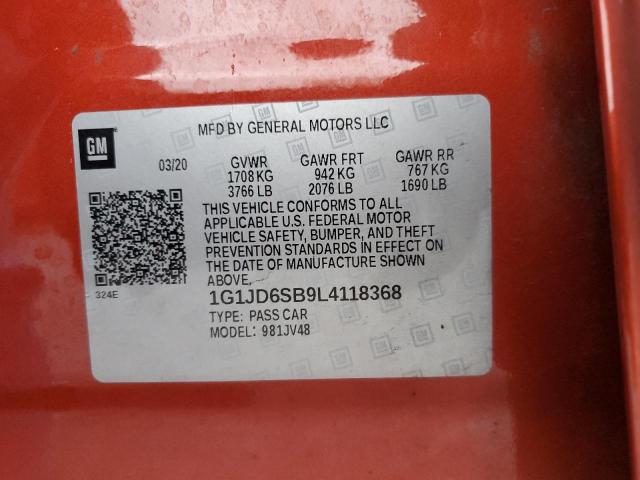 GM
MFD BY GENERAL MOTORS LLC
03/20 GVWR GAWR FRT GAWR RR
1708 KG 942 KG 767 KG
3766 LB 2076 LB 1690 LB
THIS VEHICLE CONFORMS TO ALL
APPLICABLE U.S. FEDERAL MOTOR
VEHICLE SAFETY, BUMPER, AND THEFT
PREVENTION STANDARDS IN EFFECT ON
THE DATE OF MANUFACTURE SHOWN
ABOVE.
324E
1G1JD6SB9L4118368
TYPE: PASS CAR
MODEL: 981JV48